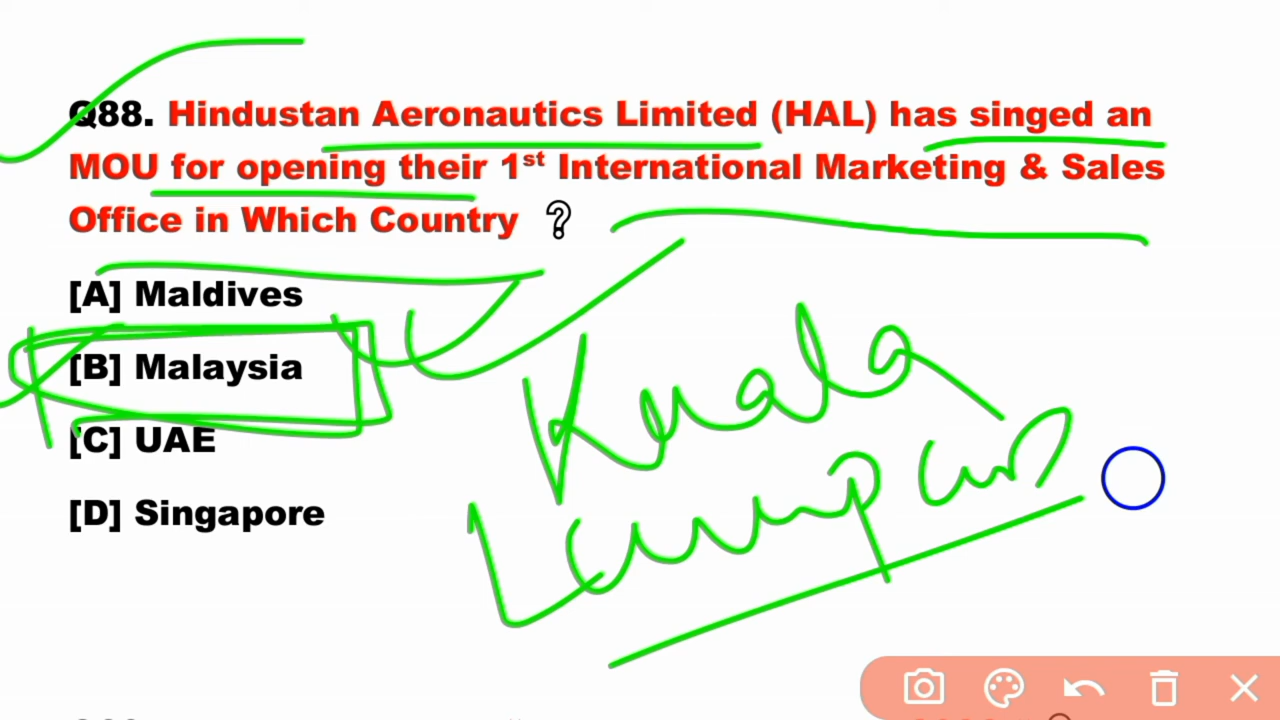 Q88. Hindustan Aeronautics Limited (HAL) has singed an
MOU for opening their 1st International Marketing & Sales
Office in Which Country ?
[A] Maldives
[B] Malaysia
[C] UAE
[D] Singapore
Kuala
Lumpur